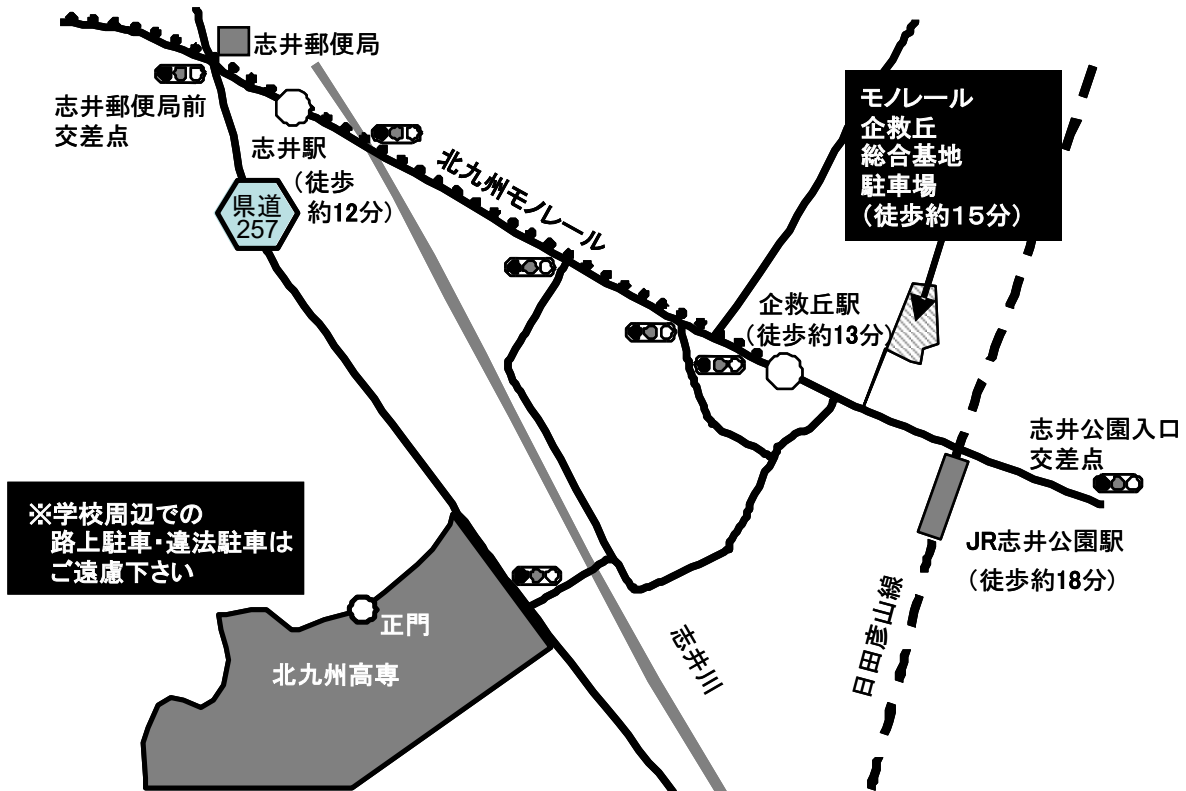 志井郵便局
志井郵便局前
交差点
志井駅
(徒歩
約12分)
県道
257
北九州モノレール
モノレール
企救丘
総合基地
駐車場
(徒歩約15分)
企救丘駅
(徒歩約13分)
志井公園入口
交差点
JR志井公園駅
(徒歩約18分)
※学校周辺での
路上駐車・違法駐車は
ご遠慮下さい
正門
北九州高専
志井川
日田彦山線